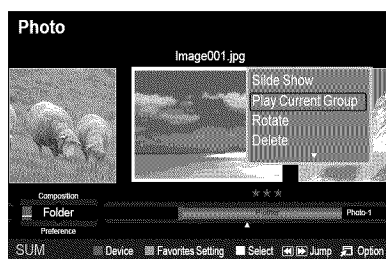 Photo
Image001.jpg
Silde Show
Play Current Group
Rotate
Delete
Composition
Folder
Preference
Photo-1
SUM
Device
Favorites Setting
Select
Jump
Option